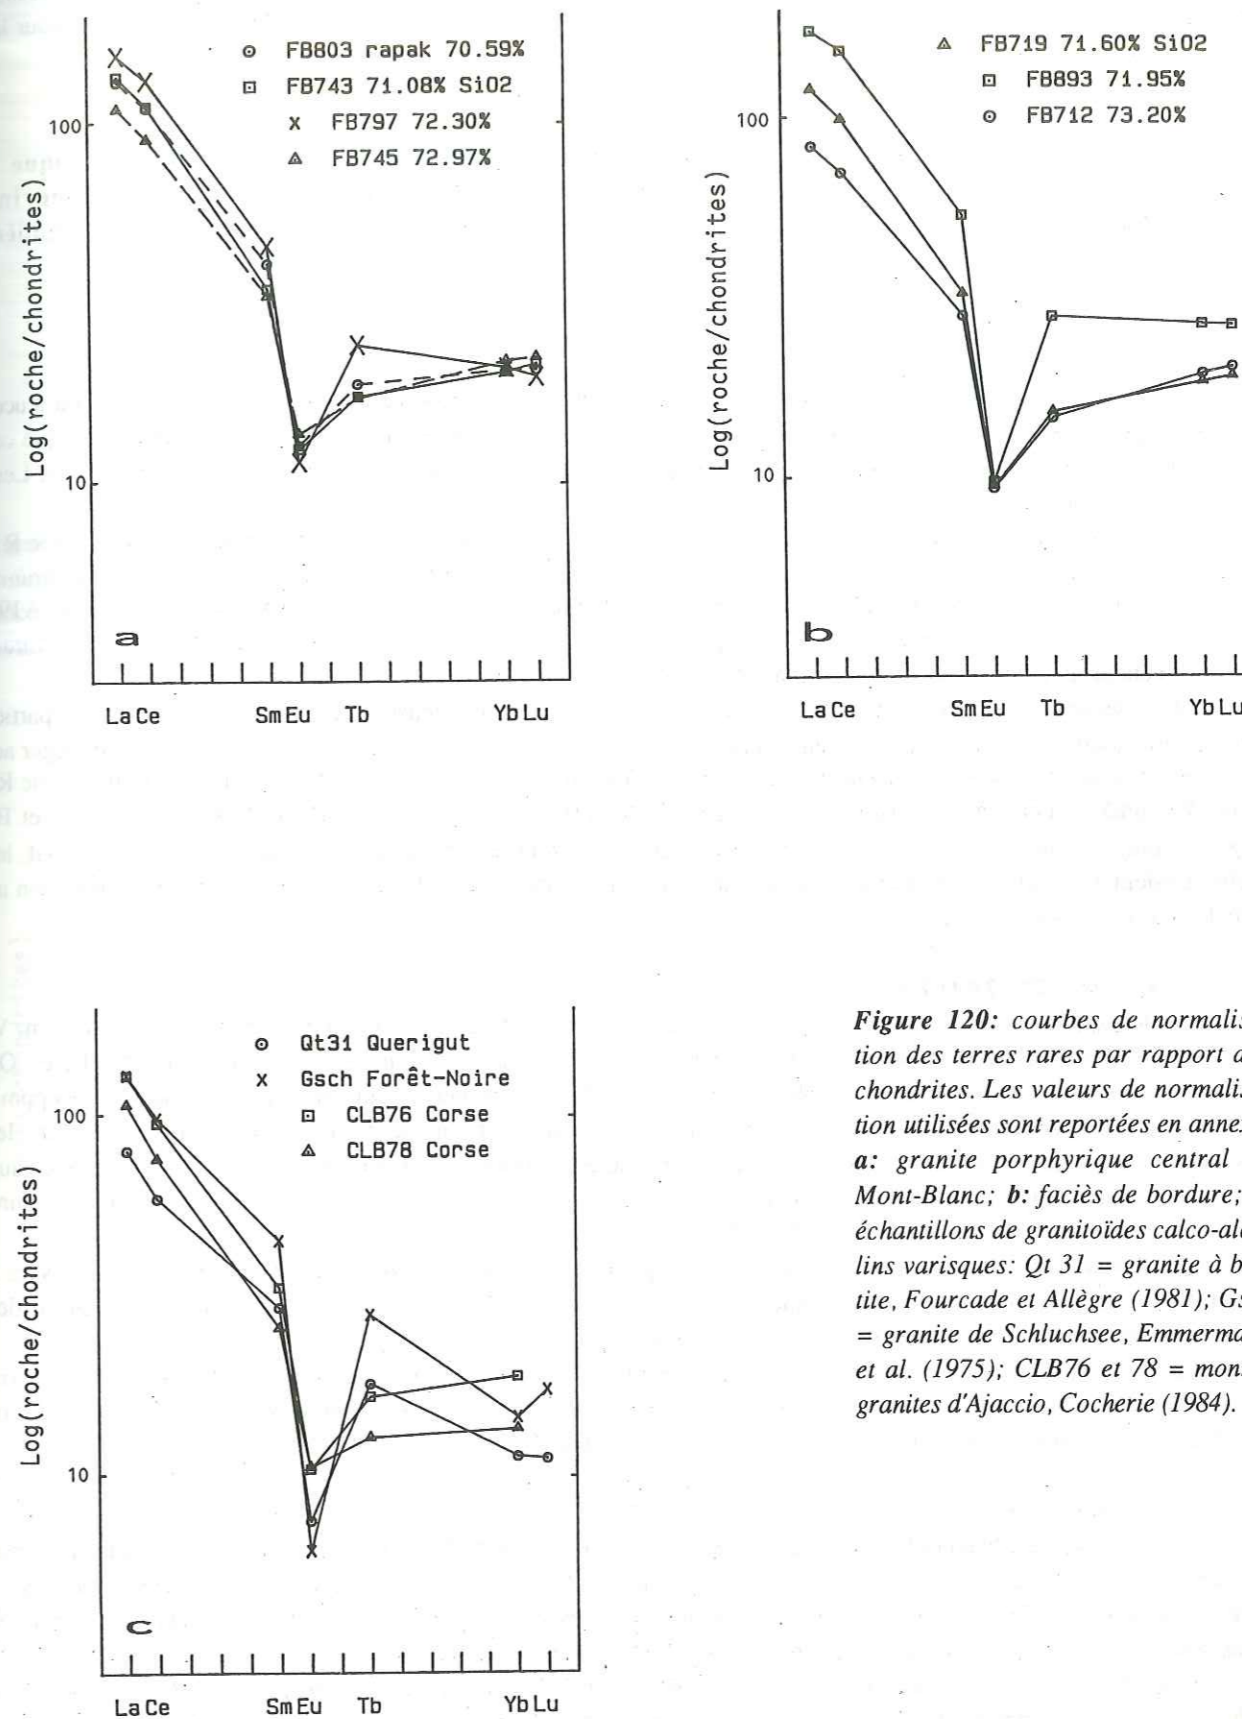 FB803 rapak 70.59%
FB743 71.08% SiO2
FB797 72.30%
FB745 72.97%
100
10
Log(roche/chondrites)
a
La Ce Sm Eu Tb Yb Lu
FB719 71.60% SiO2
FB893 71.95%
FB712 73.20%
100
10
Log(roche/chondrites)
b
La Ce Sm Eu Tb Yb Lu
Qt31 Querigut
Gsch Forêt-Noire
CLB76 Corse
CLB78 Corse
100
10
Log(roche/chondrites)
c
La Ce Sm Eu Tb Yb Lu
Figure 120: courbes de normalis
tion des terres rares par rapport a
chondrites. Les valeurs de normalis
tion utilisées sont reportées en annex
a: granite porphyrique central
Mont-Blanc; b: faciès de bordure;
échantillons de granitoïdes calco-alc
lins varisques: Qt 31 = granite à b
tite, Fourcade et Allègre (1981); Gs
= granite de Schluchsee, Emmerma
et al. (1975); CLB76 et 78 = mon
granites d'Ajaccio, Cocherie (1984).